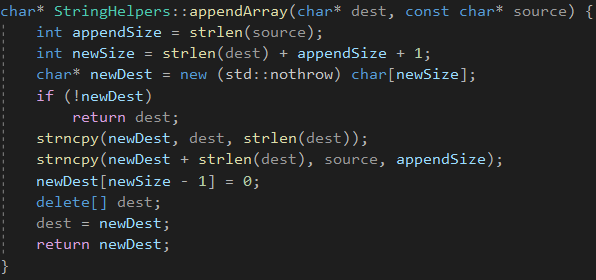 char* StringHelpers::appendArray(char* dest, const char* source) {
    int appendSize = strlen(source);
    int newSize = strlen(dest) + appendSize + 1;
    char* newDest = new (std::nothrow) char[newSize];
    if (!newDest)
        return dest;
    strncpy(newDest, dest, strlen(dest));
    strncpy(newDest + strlen(dest), source, appendSize);
    newDest[newSize - 1] = 0;
    delete[] dest;
    dest = newDest;
    return newDest;
}